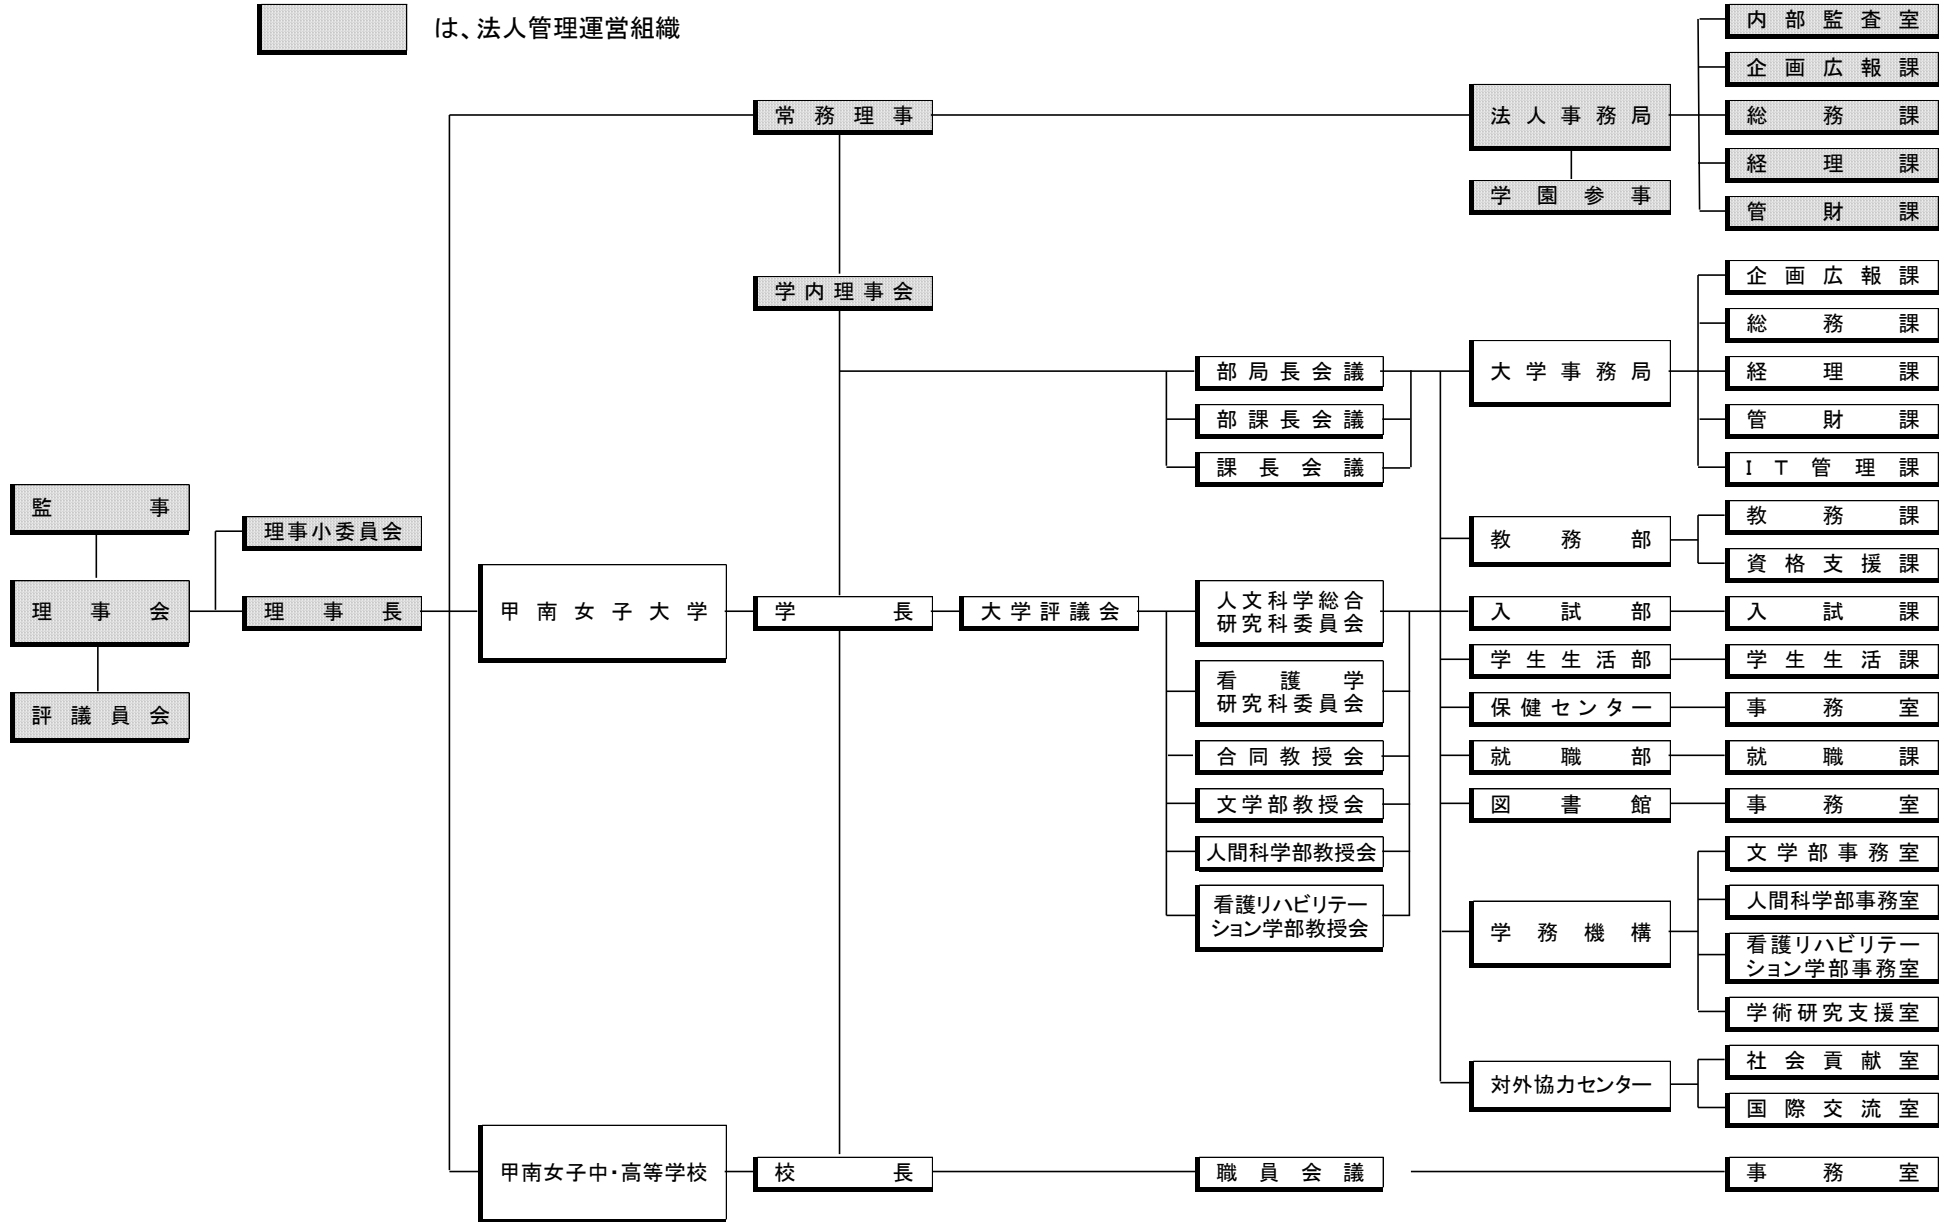 は、法人管理運営組織
内部監査室
企画広報課
常務理事
法人事務局
総務課
経理課
学園参事
管財課
学内理事会
企画広報課
総務課
部局長会議
大学事務局
経理課
部課長会議
管財課
課長会議
IT管理課
監事
理事小委員会
教務部
教務課
資格支援課
理事会
理事長
甲南女子大学
学長
大学評議会
人文科学総合
研究科委員会
入試部
入試課
学生生活部
学生生活課
看護学
研究科委員会
評議員会
保健センター
事務室
合同教授会
就職部
就職課
文学部教授会
図書館
事務室
人間科学部教授会
文学部事務室
看護リハビリテー
ション学部教授会
人間科学部事務室
学務機構
看護リハビリテー
ション学部事務室
学術研究支援室
社会貢献室
対外協力センター
国際交流室
甲南女子中・高等学校
校長
職員会議
事務室